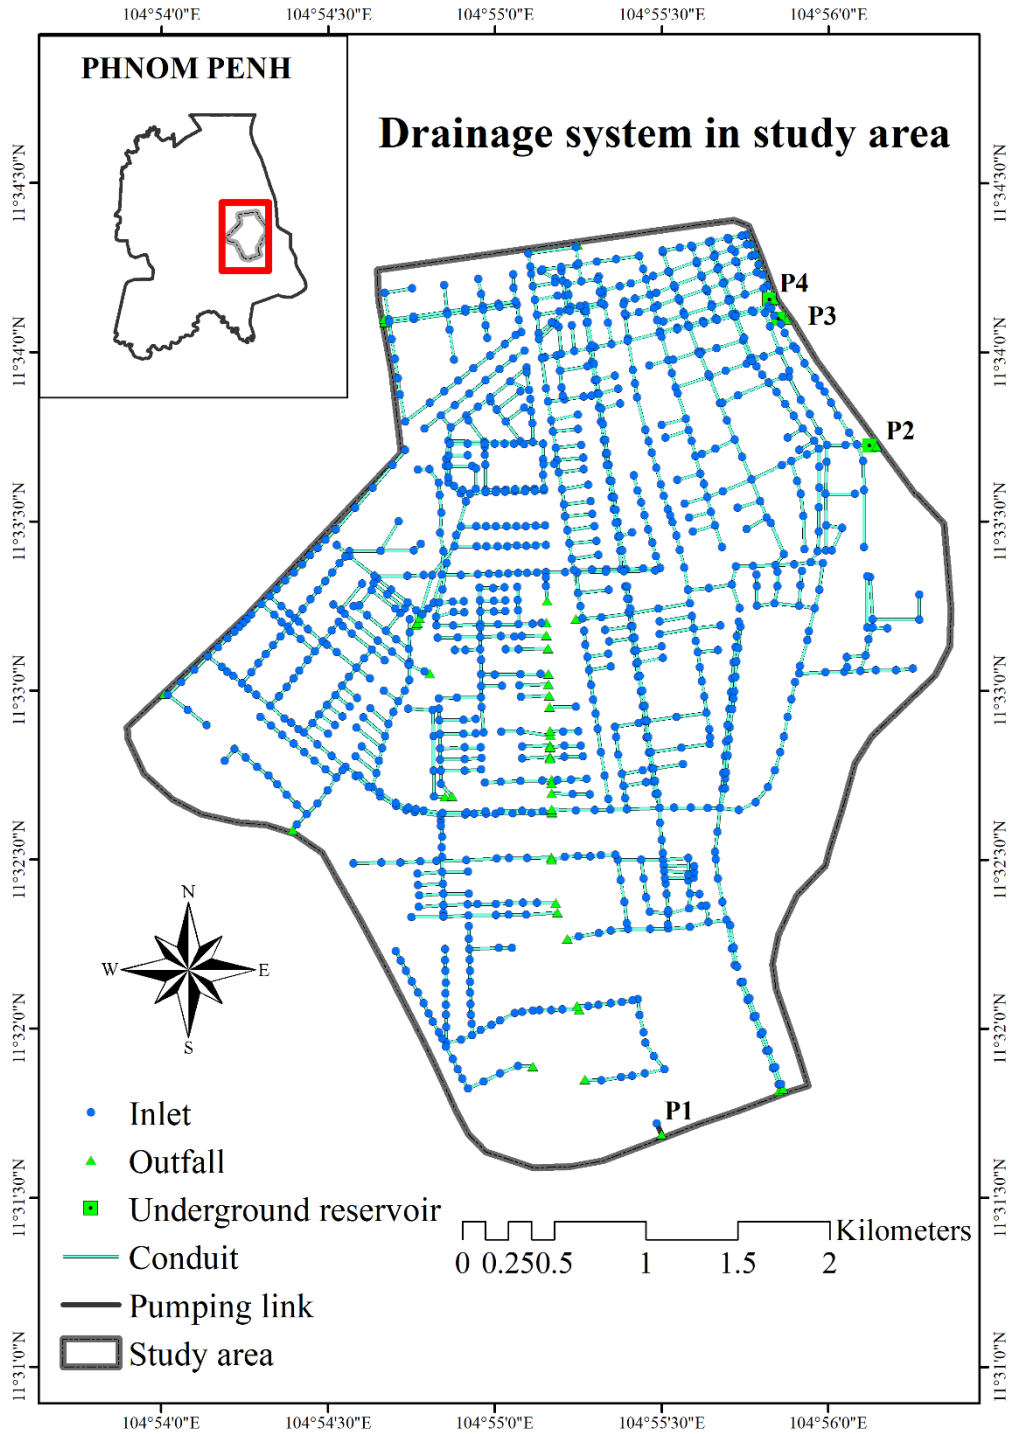 104°54'0"E 104°54'30"E 104°55'0"E 104°55'30"E 104°56'0"E
PHNOM PENH
Drainage system in study area
11°34'30"N 11°34'30"N
P4
P3
11°34'0"N 11°34'0"N
P2
11°33'30"N 11°33'30"N
11°33'0"N 11°33'0"N
11°32'30"N 11°32'30"N
N
W E
S
11°32'0"N 11°32'0"N
P1
Inlet
Outfall
Underground reservoir
11°31'30"N 11°31'30"N
Kilometers
0 0.25 0.5 1 1.5 2
Conduit
Pumping link
Study area
11°31'0"N 11°31'0"N
104°54'0"E 104°54'30"E 104°55'0"E 104°55'30"E 104°56'0"E